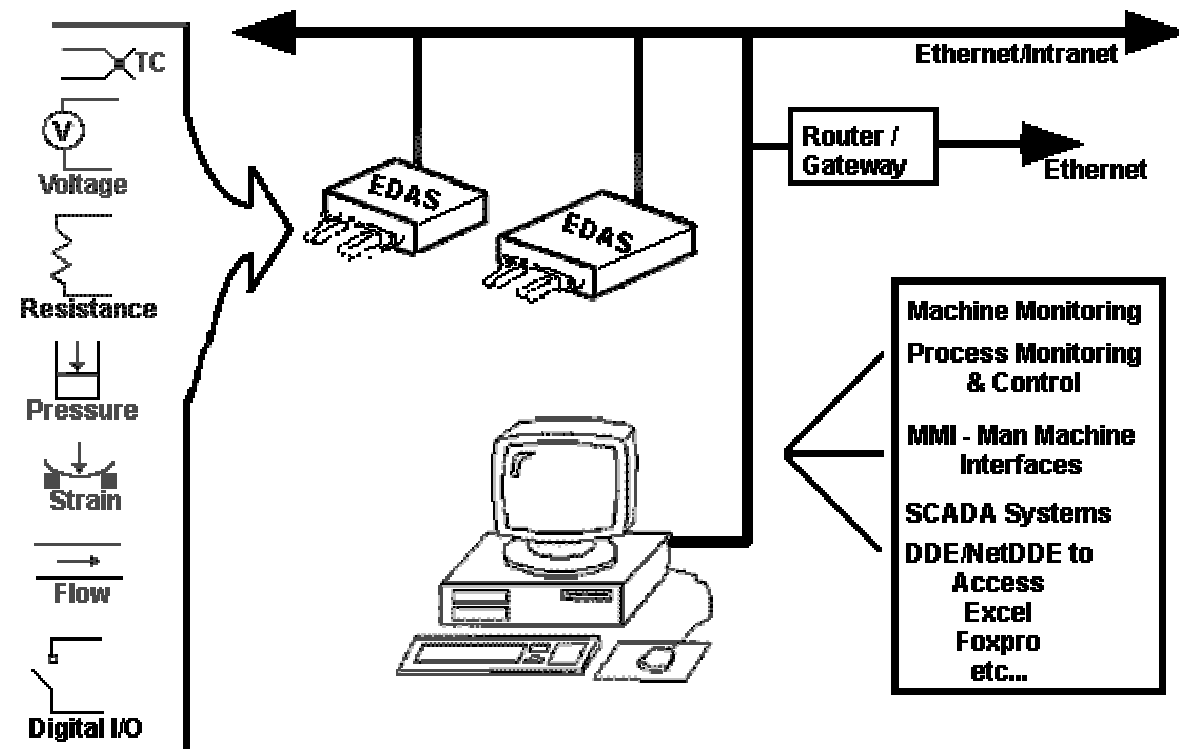 TC
V
Voltage
Resistance
Pressure
Strain
Flow
Digital I/O
EDAS
EDAS
Ethernet/Intranet
Router /
Gateway
Ethernet
Machine Monitoring
Process Monitoring
& Control
MMI - Man Machine
Interfaces
SCADA Systems
DDE/NetDDE to
Access
Excel
Foxpro
etc...